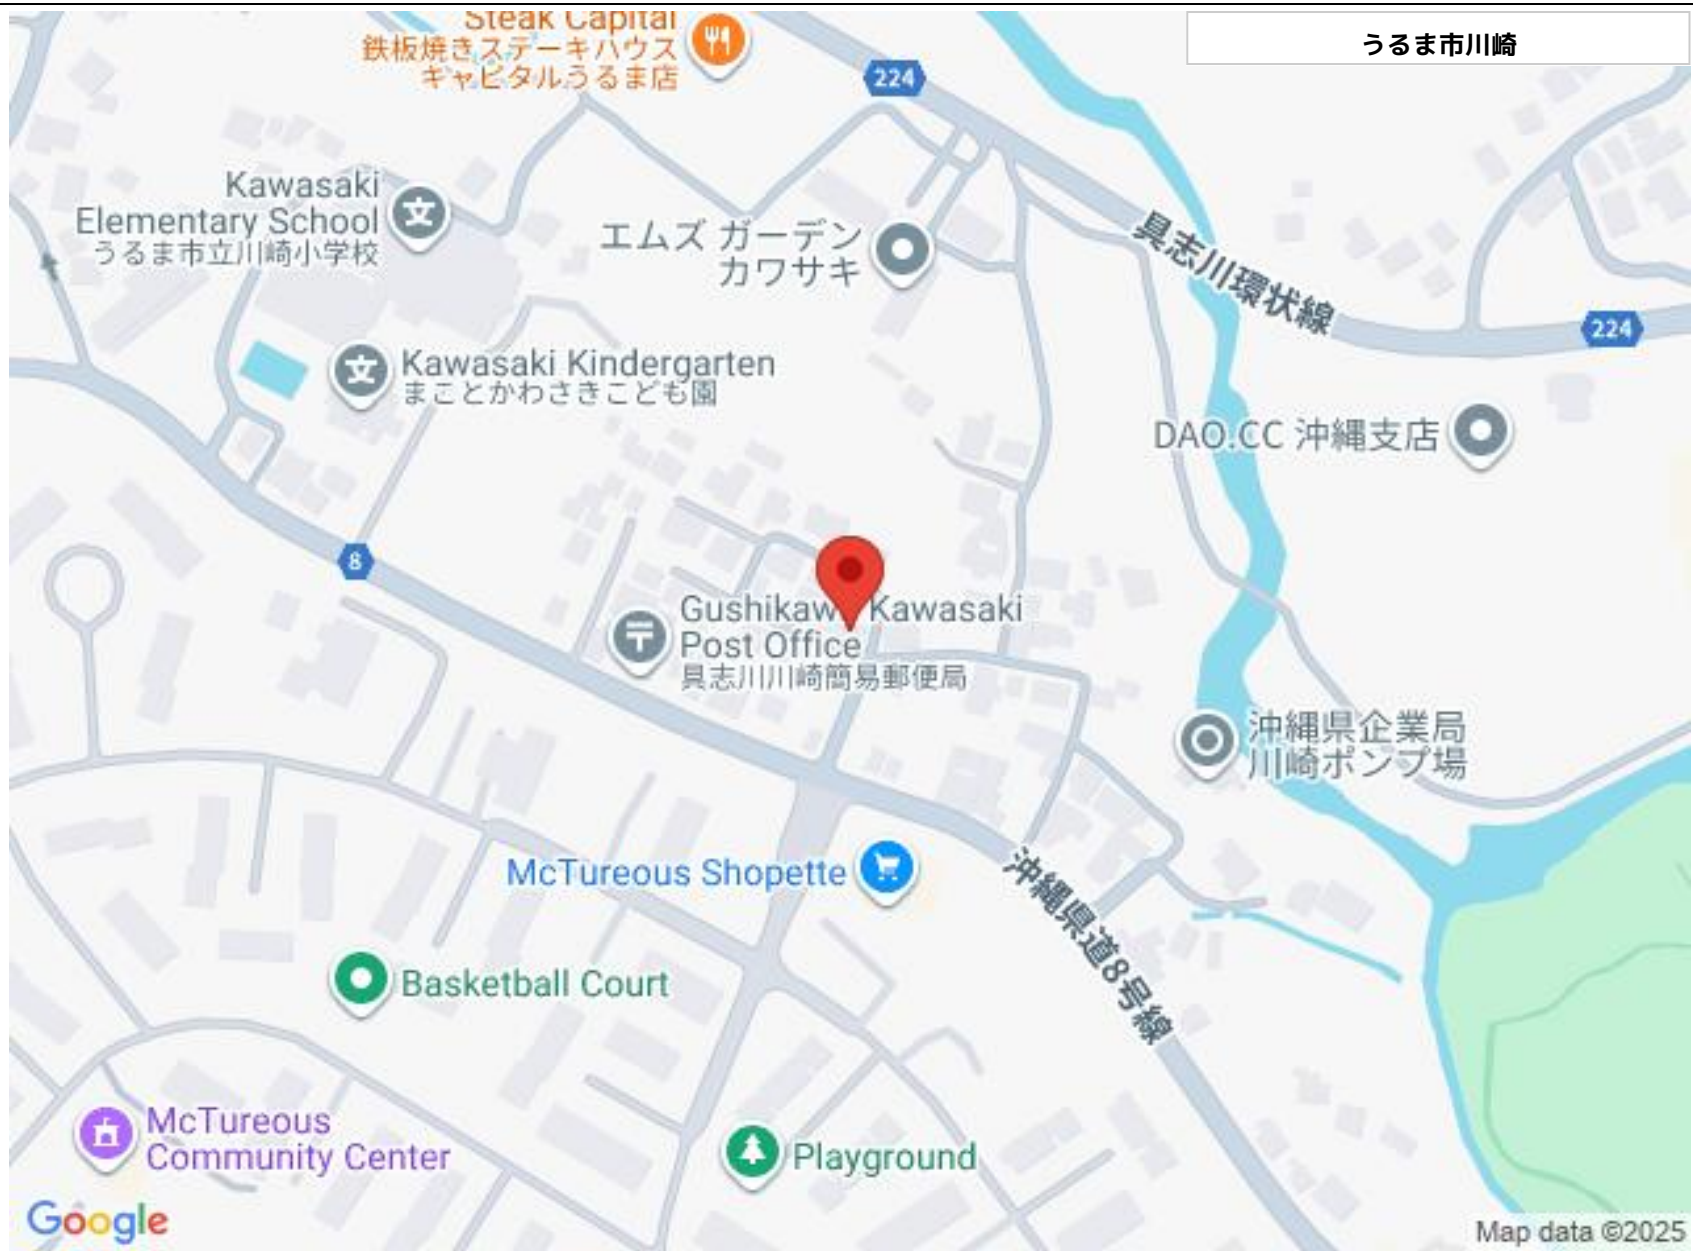 Steak Capital
鉄板焼きステーキハウス
キャピタルうるま店
うるま市川崎
224
Kawasaki
Elementary School
うるま市立川崎小学校
エムズ ガーデン
カワサキ
具志川環状線
224
Kawasaki Kindergarten
まことかわさきこども園
DAO.CC 沖縄支店
8
Gushikawa Kawasaki
Post Office
具志川川崎簡易郵便局
沖縄県企業局
川崎ポンプ場
McTureous Shopette
沖縄県道8号線
Basketball Court
McTureous
Community Center
Playground
Google
Map data ©2025